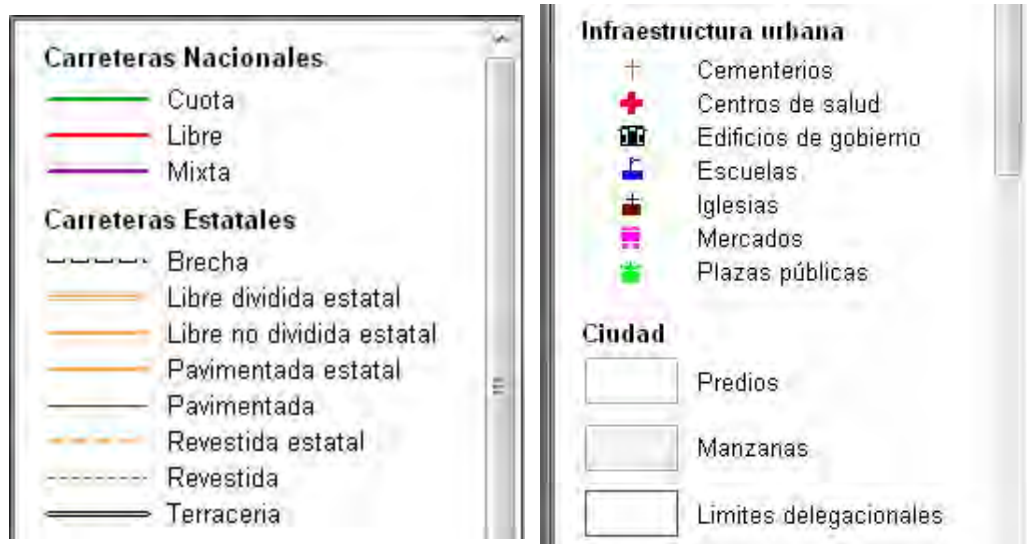 Carreteras Nacionales
Cuota
Libre
Mixta
Carreteras Estatales
Brecha
Libre dividida estatal
Libre no dividida estatal
Pavimentada estatal
Pavimentada
Revestida estatal
Revestida
Terraceria
Infraestructura urbana
Cementerios
Centros de salud
Edificios de gobierno
Escuelas
Iglesias
Mercados
Plazas públicas
Ciudad
Predios
Manzanas
Limites delegacionales